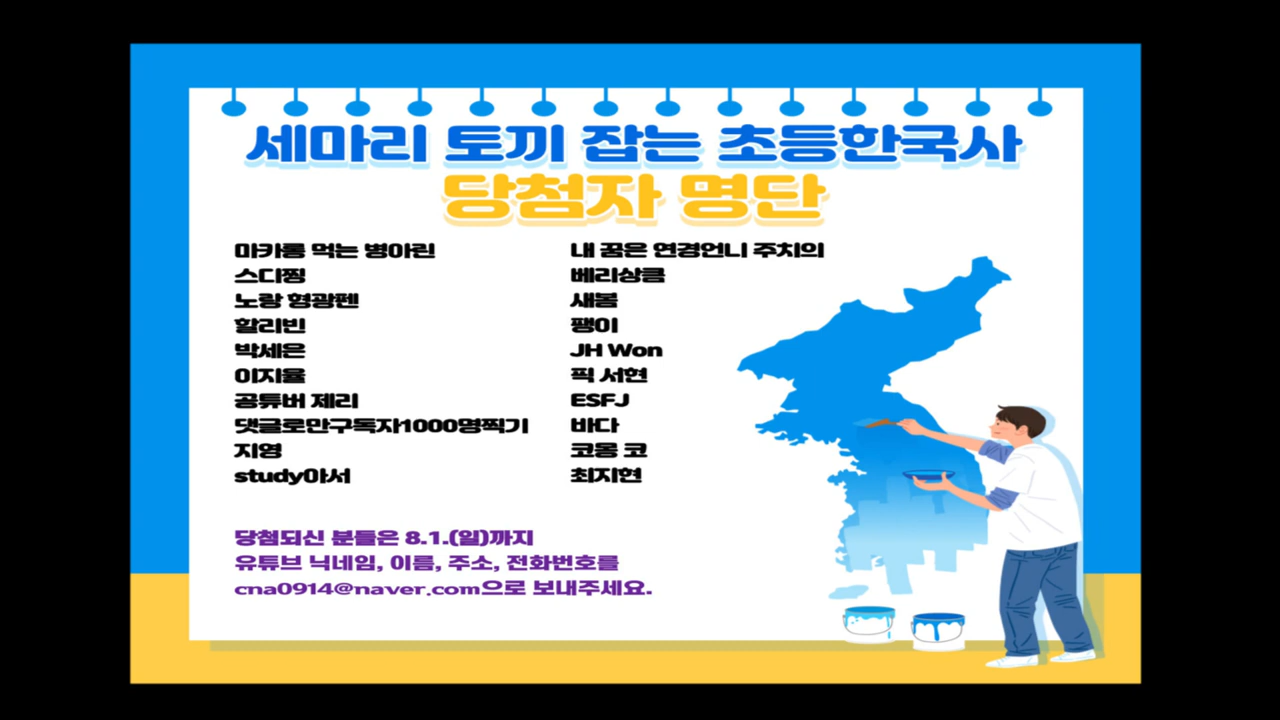 세마리 토끼 잡는 초등한국사
당첨자 명단
마카롱 먹는 병아린
스디찡
노랑 형광펜
할리빈
박세은
이지율
공튜버 제리
댓글로만구독자1000명찍기
지영
study아서
내 꿈은 연경언니 주치의
베리상큼
새봄
팽이
JH Won
픽 서현
ESFJ
바다
코몽 코
최지현
당첨되신 분들은 8.1.(일)까지
유튜브 닉네임, 이름, 주소, 전화번호를
cna0914@naver.com으로 보내주세요.